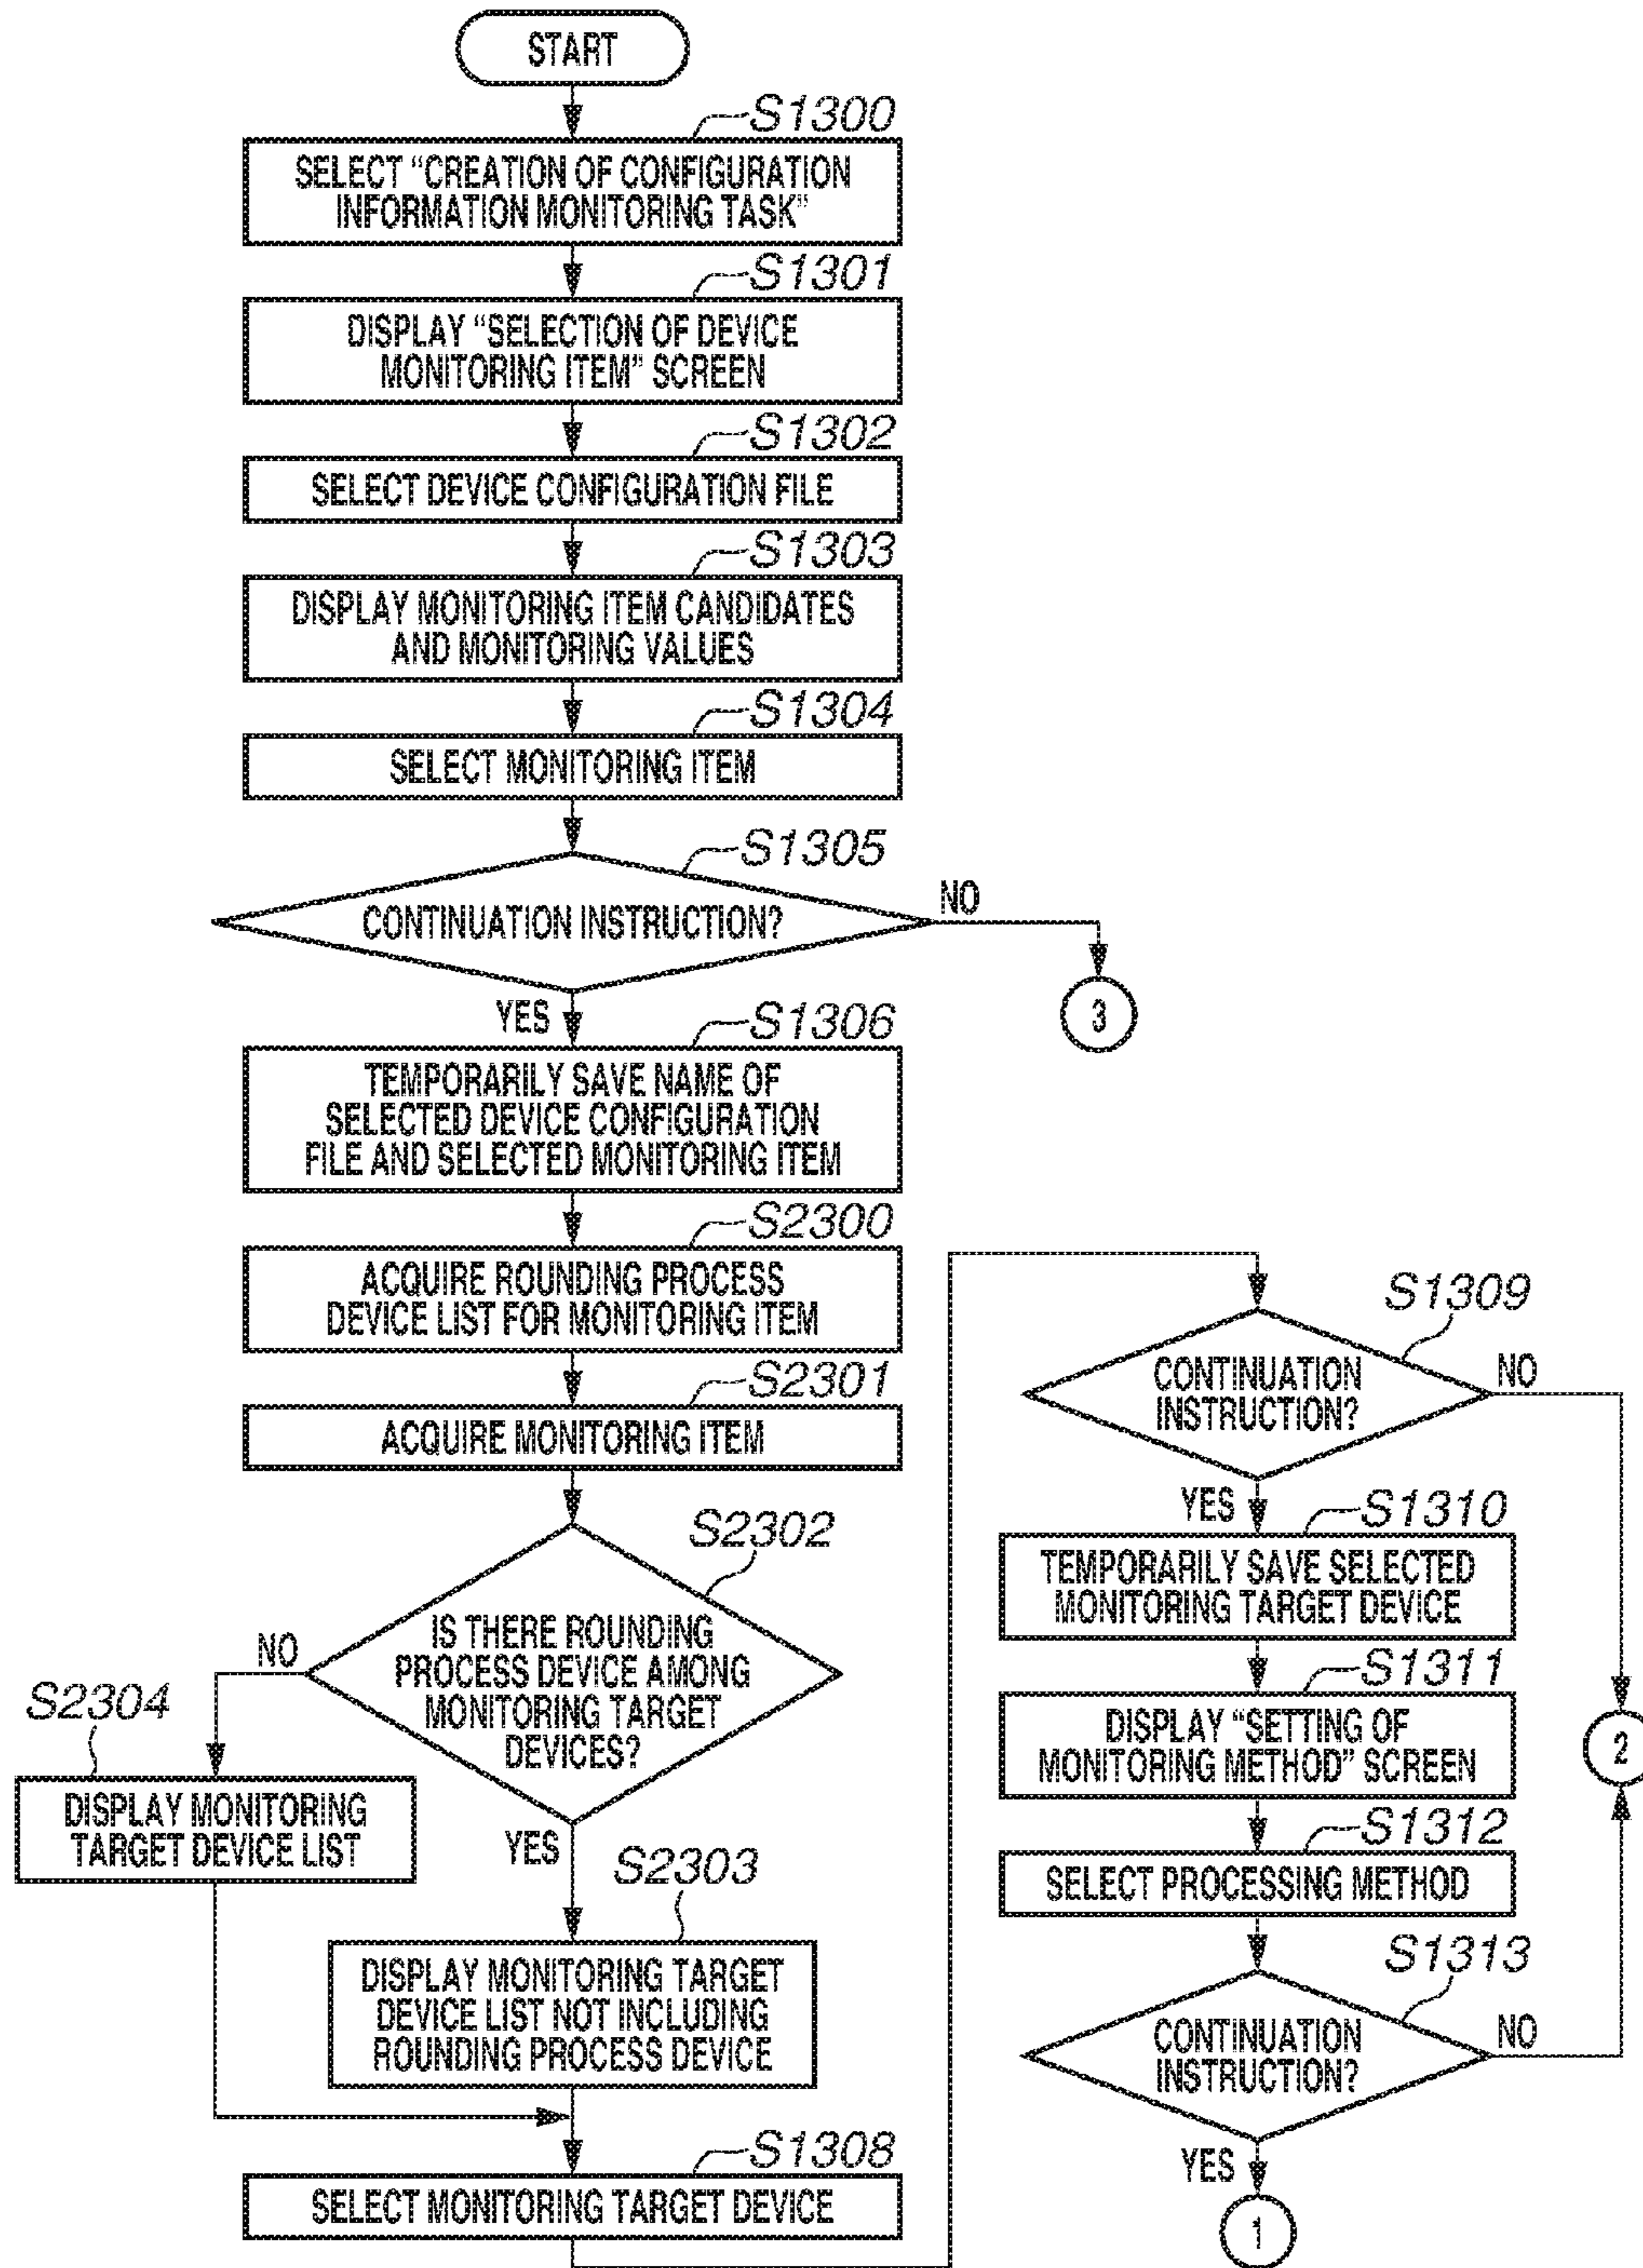 START
S1300
SELECT “CREATION OF CONFIGURATION
INFORMATION MONITORING TASK”
S1301
DISPLAY “SELECTION OF DEVICE
MONITORING ITEM” SCREEN
S1302
SELECT DEVICE CONFIGURATION FILE
S1303
DISPLAY MONITORING ITEM CANDIDATES
AND MONITORING VALUES
S1304
SELECT MONITORING ITEM
S1305
CONTINUATION INSTRUCTION?
NO
3
YES
S1306
TEMPORARILY SAVE NAME OF
SELECTED DEVICE CONFIGURATION
FILE AND SELECTED MONITORING ITEM
S2300
ACQUIRE ROUNDING PROCESS
DEVICE LIST FOR MONITORING ITEM
S2301
ACQUIRE MONITORING ITEM
S2302
IS THERE ROUNDING
PROCESS DEVICE AMONG
MONITORING TARGET
DEVICES?
NO
S2304
DISPLAY MONITORING
TARGET DEVICE LIST
YES
S2303
DISPLAY MONITORING TARGET
DEVICE LIST NOT INCLUDING
ROUNDING PROCESS DEVICE
S1308
SELECT MONITORING TARGET DEVICE
S1309
CONTINUATION
INSTRUCTION?
NO
YES
S1310
TEMPORARILY SAVE SELECTED
MONITORING TARGET DEVICE
S1311
DISPLAY “SETTING OF
MONITORING METHOD” SCREEN
2
S1312
SELECT PROCESSING METHOD
S1313
CONTINUATION
INSTRUCTION?
NO
YES
1